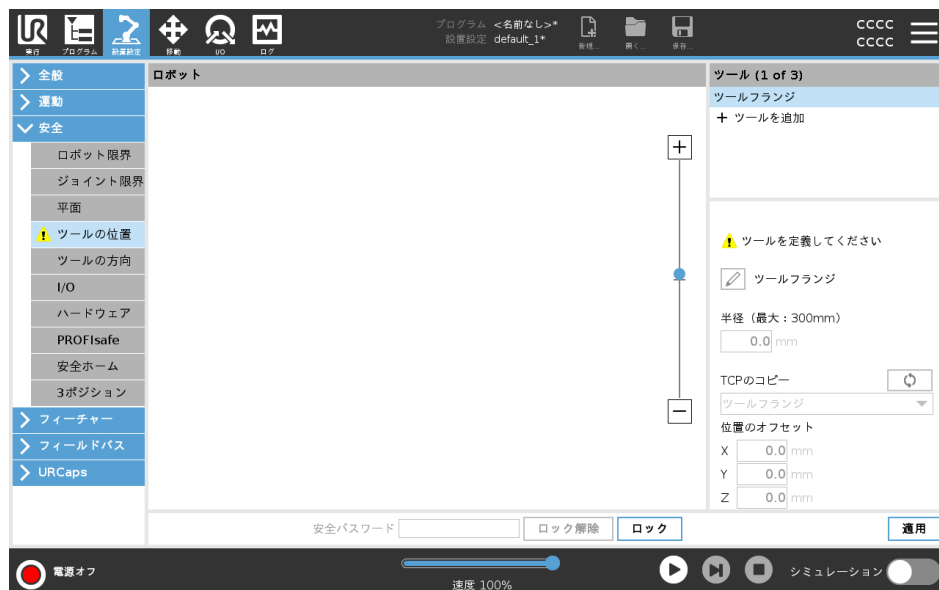 UR
プログラム <名前なし>*
設置設定 default_1*
cccc
cccc
実行 プログラム 設置設定 移動 I/O ログ 新規... 開く... 保存...
全般
運動
安全
ロボット限界
ジョイント限界
平面
ツールの位置
ツールの方向
I/O
ハードウェア
PROFIsafe
安全ホーム
3ポジション
フィーチャー
フィールドバス
URCaps
ロボット
ツール (1 of 3)
ツールフランジ
ツールを追加
ツールを定義してください
ツールフランジ
半径（最大：300mm）
0.0 mm
TCPのコピー
ツールフランジ
位置のオフセット
X 0.0 mm
Y 0.0 mm
Z 0.0 mm
安全パスワード ロック解除 ロック 適用
電源オフ
速度 100%
シミュレーション